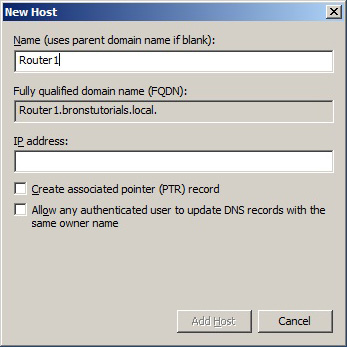 New Host
Name (uses parent domain name if blank):
Router1
Fully qualified domain name (FQDN):
Router1.bronstutorials.local.
IP address:
Create associated pointer (PTR) record
Allow any authenticated user to update DNS records with the
same owner name
Add Host
Cancel